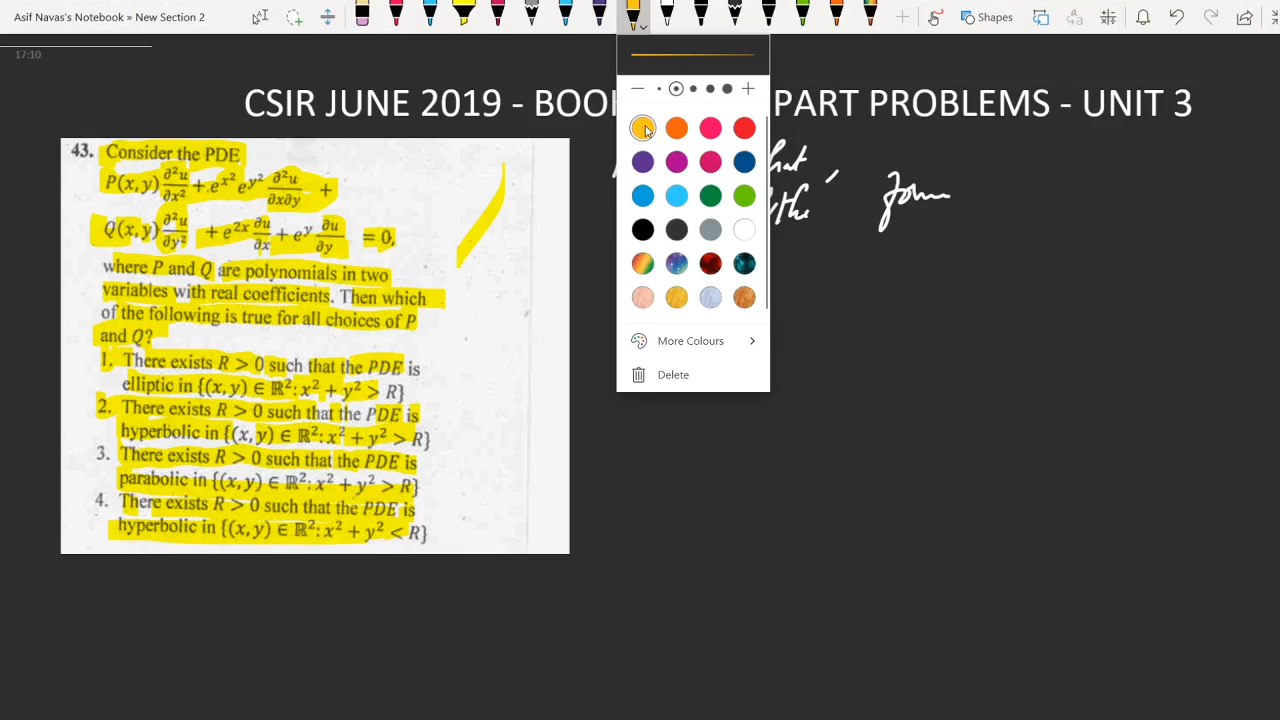 Asif Navas's Notebook » New Section 2
Shapes
17:10
CSIR JUNE 2019 - BOO PART PROBLEMS - UNIT 3
43. Consider the PDE
P(x,y) ∂²u/∂x² + e^{x²} e^{y²} ∂²u/∂x∂y +
Q(x,y) ∂²u/∂y² + e^{2x} ∂u/∂x + e^y ∂u/∂y = 0,
where P and Q are polynomials in two
variables with real coefficients. Then which
of the following is true for all choices of P
and Q?
1. There exists R > 0 such that the PDE is
elliptic in {(x,y) ∈ ℝ²: x² + y² > R}
2. There exists R > 0 such that the PDE is
hyperbolic in {(x,y) ∈ ℝ²: x² + y² > R}
3. There exists R > 0 such that the PDE is
parabolic in {(x,y) ∈ ℝ²: x² + y² > R}
4. There exists R > 0 such that the PDE is
hyperbolic in {(x,y) ∈ ℝ²: x² + y² < R}
hat
the form
More Colours
Delete